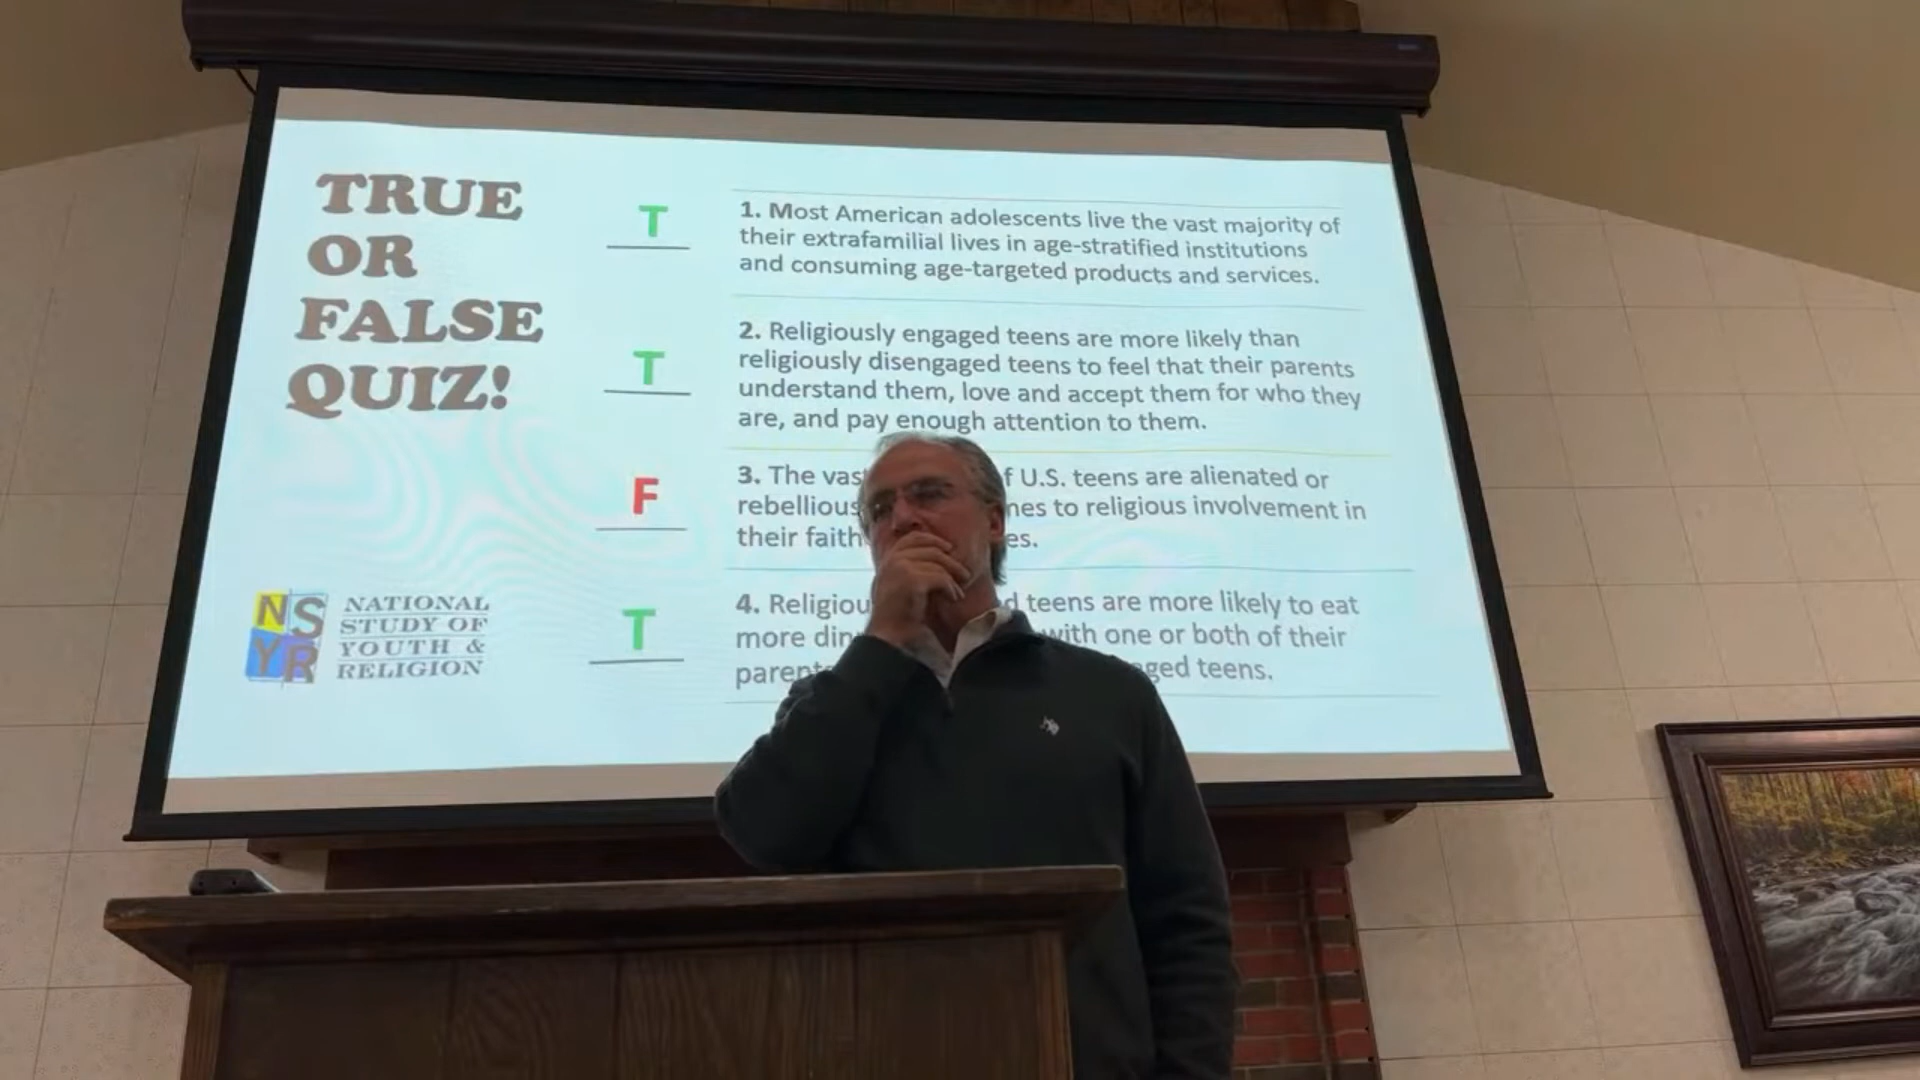 TRUE
OR
FALSE
QUIZ!
T
1. Most American adolescents live the vast majority of
their extrafamilial lives in age-stratified institutions
and consuming age-targeted products and services.
T
2. Religiously engaged teens are more likely than
religiously disengaged teens to feel that their parents
understand them, love and accept them for who they
are, and pay enough attention to them.
F
3. The vas f U.S. teens are alienated or
rebellious nes to religious involvement in
their faith es.
T
4. Religiou d teens are more likely to eat
more din with one or both of their
parents ged teens.
NS
YR
NATIONAL
STUDY OF
YOUTH &
RELIGION